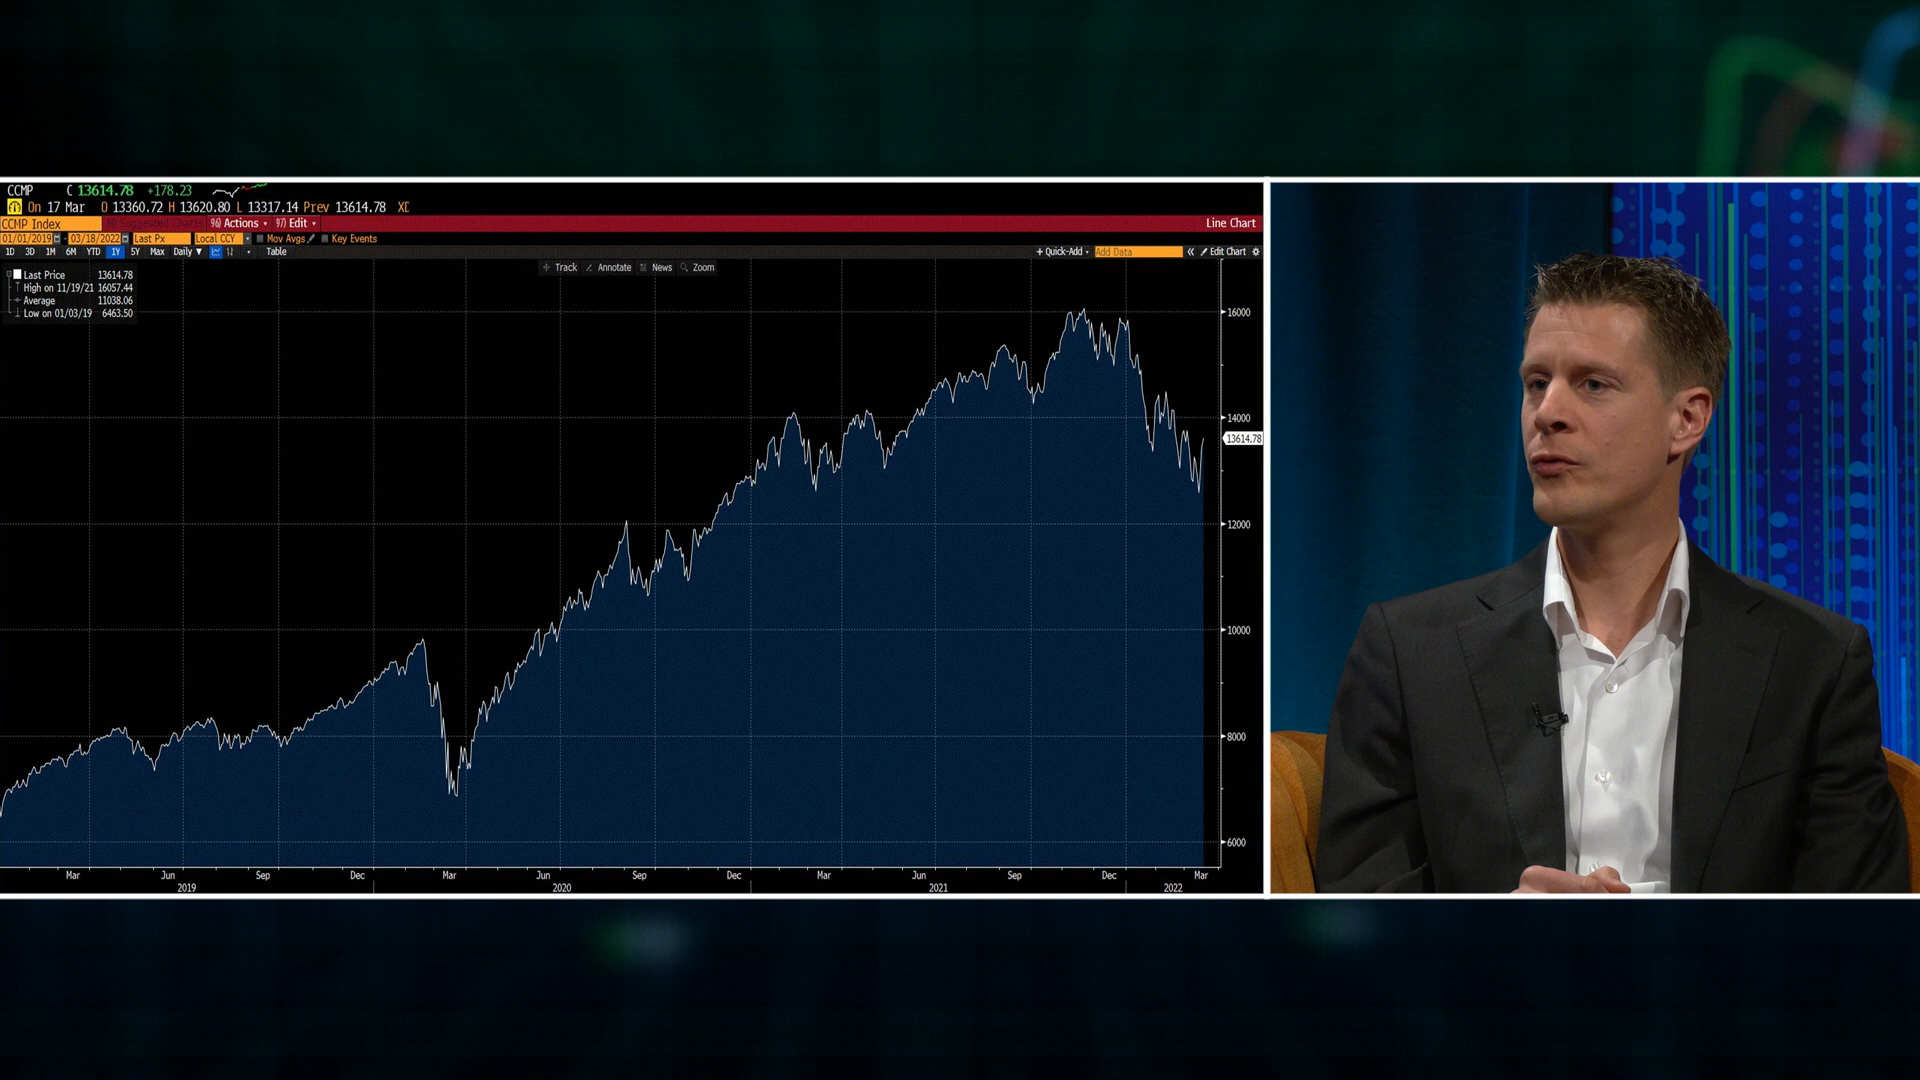 CCMP C 13614.78 +178.23
On 17 Mar O 13360.72 H 13620.80 L 13317.14 Prev 13614.78
CCMP Index 96) Actions 97) Edit Line Chart
01/01/2019 - 03/18/2022 Last Px Local CCY Mov Avgs Key Events
1D 3D 1M 6M YTD 1Y 5Y Max Daily ▼ Table + Quick-Add Add Data « Edit Chart
Track Annotate News Zoom
Last Price 13614.78
High on 11/19/21 16057.44
Average 11038.06
Low on 01/03/19 6463.50
16000
14000
13614.78
12000
10000
8000
6000
Mar Jun Sep Dec Mar Jun Sep Dec Mar Jun Sep Dec Mar
2019 2020 2021 2022